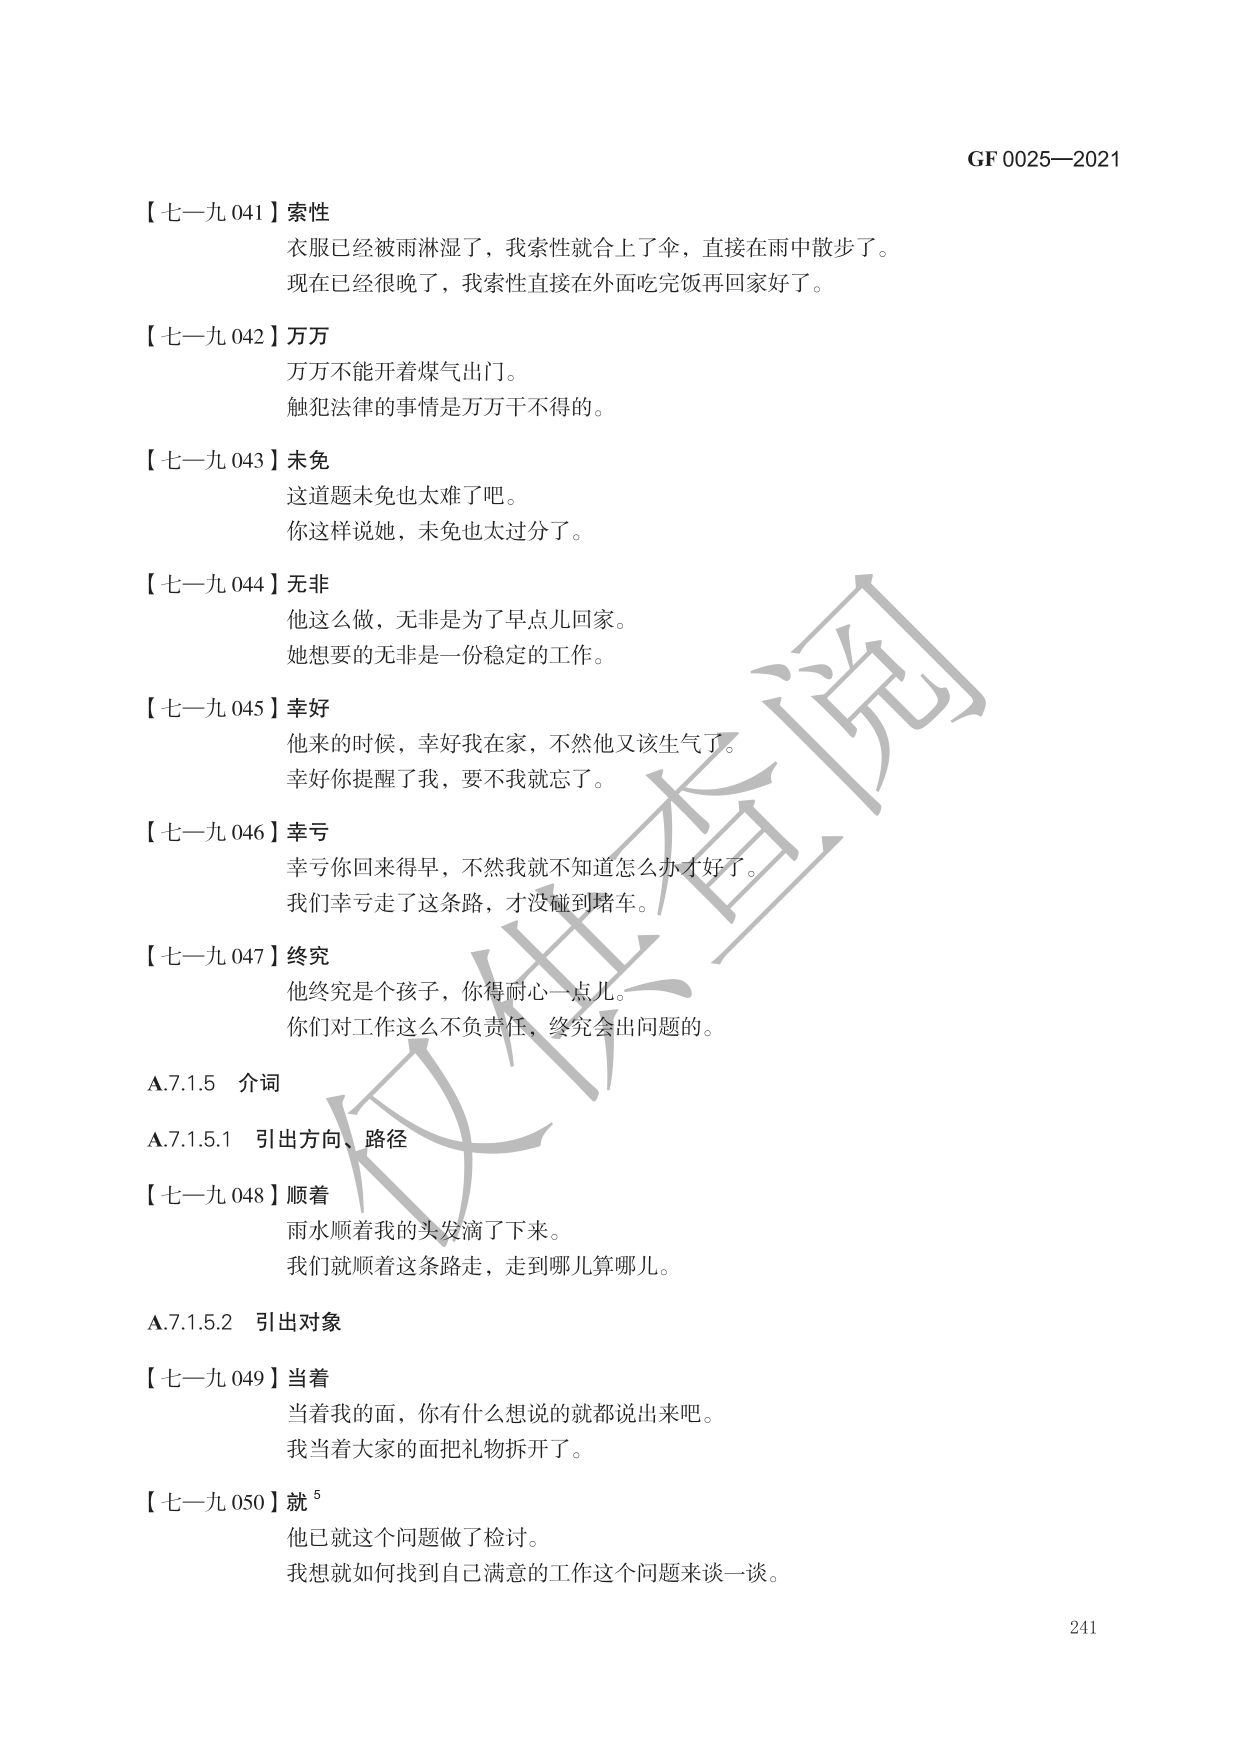 GF 0025—2021
【七—九 041】索性
衣服已经被雨淋湿了，我索性就合上了伞，直接在雨中散步了。
现在已经很晚了，我索性直接在外面吃完饭再回家好了。
【七—九 042】万万
万万不能开着煤气出门。
触犯法律的事情是万万干不得的。
【七—九 043】未免
这道题未免也太难了吧。
你这样说她，未免也太过分了。
【七—九 044】无非
他这么做，无非是为了早点儿回家。
她想要的无非是一份稳定的工作。
【七—九 045】幸好
他来的时候，幸好我在家，不然他又该生气了。
幸好你提醒了我，要不我就忘了。
【七—九 046】幸亏
幸亏你回来得早，不然我就不知道怎么办才好了。
我们幸亏走了这条路，才没碰到堵车。
【七—九 047】终究
他终究是个孩子，你得耐心一点儿。
你们对工作这么不负责任，终究会出问题的。
A.7.1.5 介词
A.7.1.5.1 引出方向、路径
【七—九 048】顺着
雨水顺着我的头发滴了下来。
我们就顺着这条路走，走到哪儿算哪儿。
A.7.1.5.2 引出对象
【七—九 049】当着
当着我的面，你有什么想说的就都说出来吧。
我当着大家的面把礼物拆开了。
【七—九 050】就⁵
他已就这个问题做了检讨。
我想就如何找到自己满意的工作这个问题来谈一谈。
241
仅供查阅